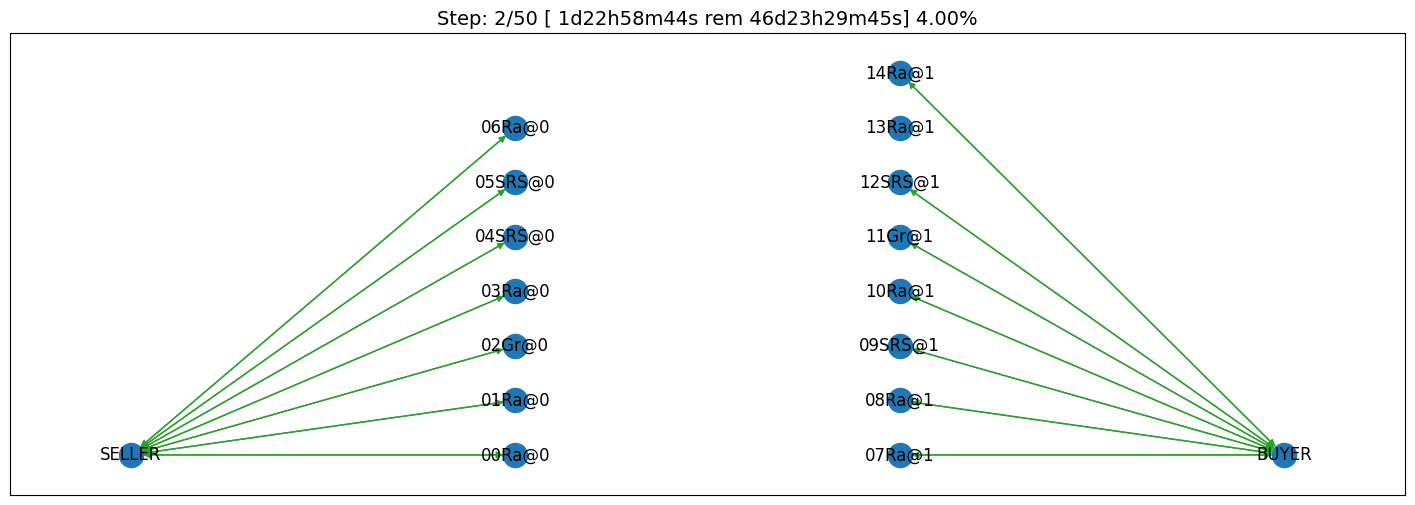 Step: 2/50 [ 1d22h58m44s rem 46d23h29m45s] 4.00%
14Ra@1
06Ra@0
13Ra@1
05SRS@0
12SRS@1
04SRS@0
11Gr@1
03Ra@0
10Ra@1
02Gr@0
09SRS@1
01Ra@0
08Ra@1
SELLER
00Ra@0
07Ra@1
BUYER